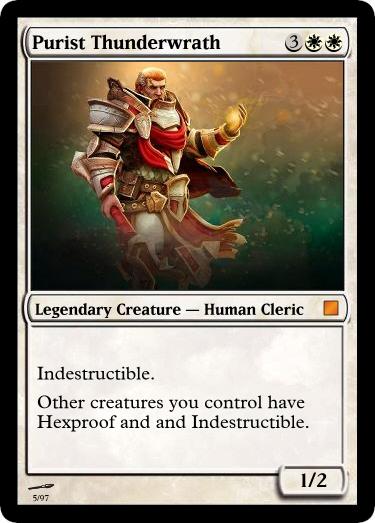 Purist Thunderwrath 3
Legendary Creature — Human Cleric
Indestructible.
Other creatures you control have
Hexproof and and Indestructible.
5/97
1/2